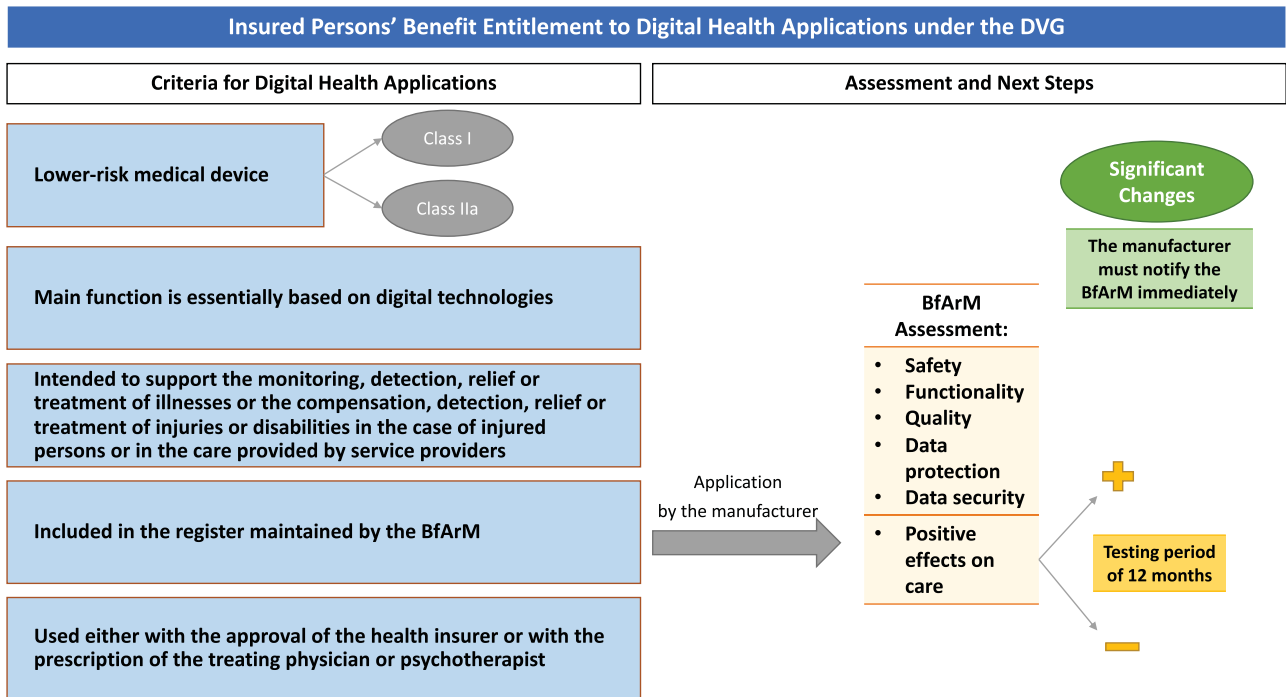 Insured Persons’ Benefit Entitlement to Digital Health Applications under the DVG
Criteria for Digital Health Applications
Lower-risk medical device
Class I
Class IIa
Main function is essentially based on digital technologies
Intended to support the monitoring, detection, relief or
treatment of illnesses or the compensation, detection, relief or
treatment of injuries or disabilities in the case of injured
persons or in the care provided by service providers
Included in the register maintained by the BfArM
Used either with the approval of the health insurer or with the
prescription of the treating physician or psychotherapist
Assessment and Next Steps
Application
by the manufacturer
BfArM
Assessment:
• Safety
• Functionality
• Quality
• Data
protection
• Data security
• Positive
effects on
care
Significant
Changes
The manufacturer
must notify the
BfArM immediately
Testing period
of 12 months